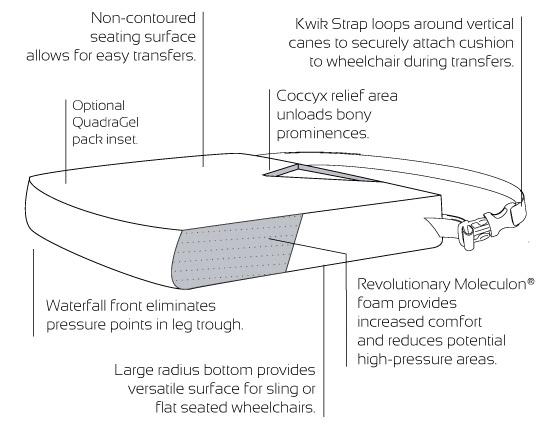 Non-contoured
seating surface
allows for easy transfers.
Kwik Strap loops around vertical
canes to securely attach cushion
to wheelchair during transfers.
Optional
QuadraGel
pack inset.
Coccyx relief area
unloads bony
prominences.
Waterfall front eliminates
pressure points in leg trough.
Revolutionary Moleculon®
foam provides
increased comfort
and reduces potential
high-pressure areas.
Large radius bottom provides
versatile surface for sling or
flat seated wheelchairs.